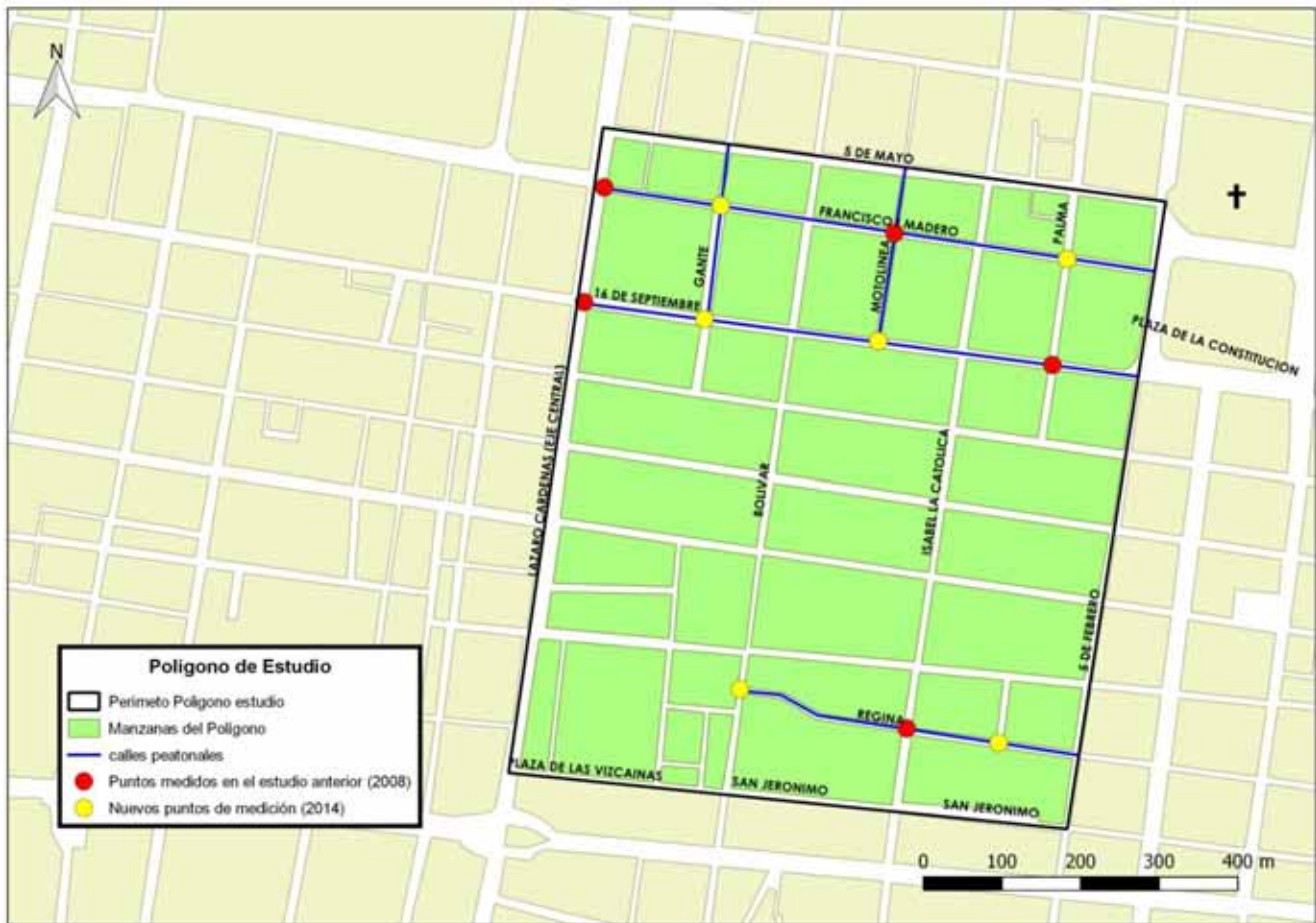 N
5 DE MAYO
FRANCISCO I. MADERO
PALMA
GANTE
MOTOLINEA
16 DE SEPTIEMBRE
PLAZA DE LA CONSTITUCION
LAZARO CARDENAS (EJE CENTRAL)
BOLIVAR
ISABEL LA CATOLICA
5 DE FEBRERO
REGINA
PLAZA DE LAS VIZCAINAS
SAN JERONIMO
SAN JERONIMO
Polígono de Estudio
Perimeto Poligono estudio
Manzanas del Polígono
calles peatonales
Puntos medidos en el estudio anterior (2008)
Nuevos puntos de medición (2014)
0 100 200 300 400 m